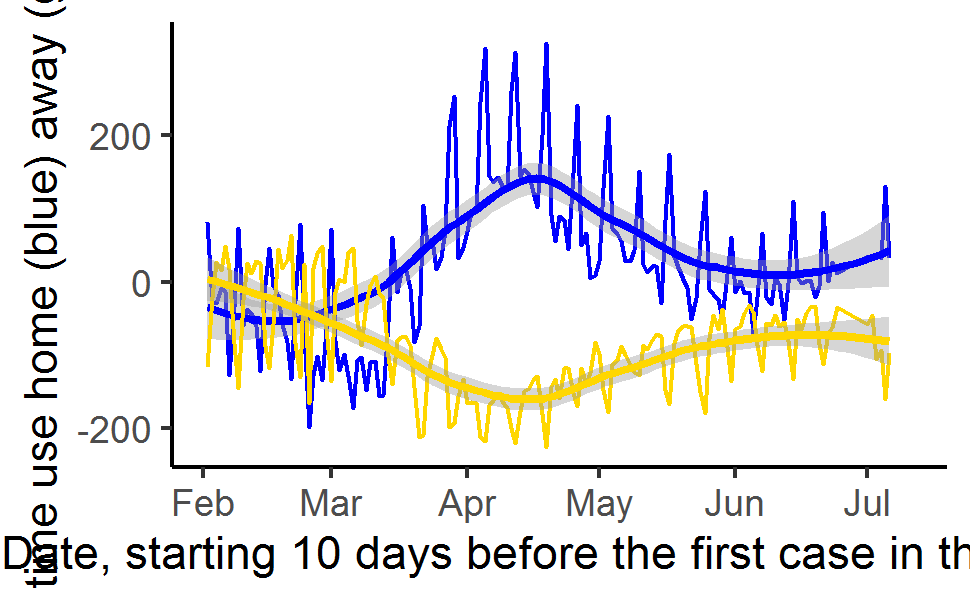 time use home (blue) away (
200
0
-200
Feb Mar Apr May Jun Jul
Date, starting 10 days before the first case in th